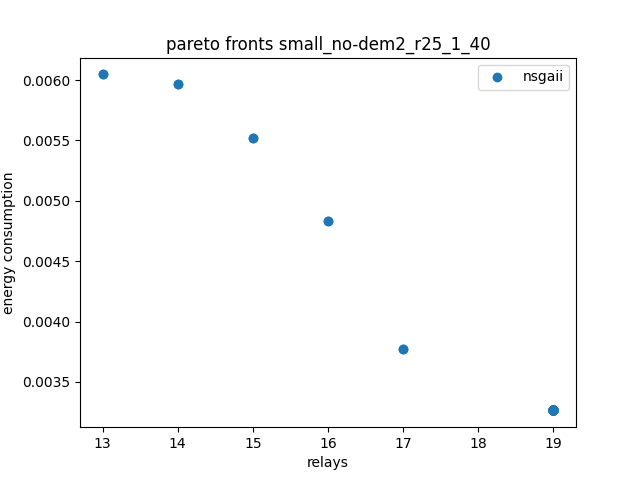 pareto fronts small_no-dem2_r25_1_40
nsgaii
0.0060
0.0055
0.0050
0.0045
0.0040
0.0035
energy consumption
13 14 15 16 17 18 19
relays